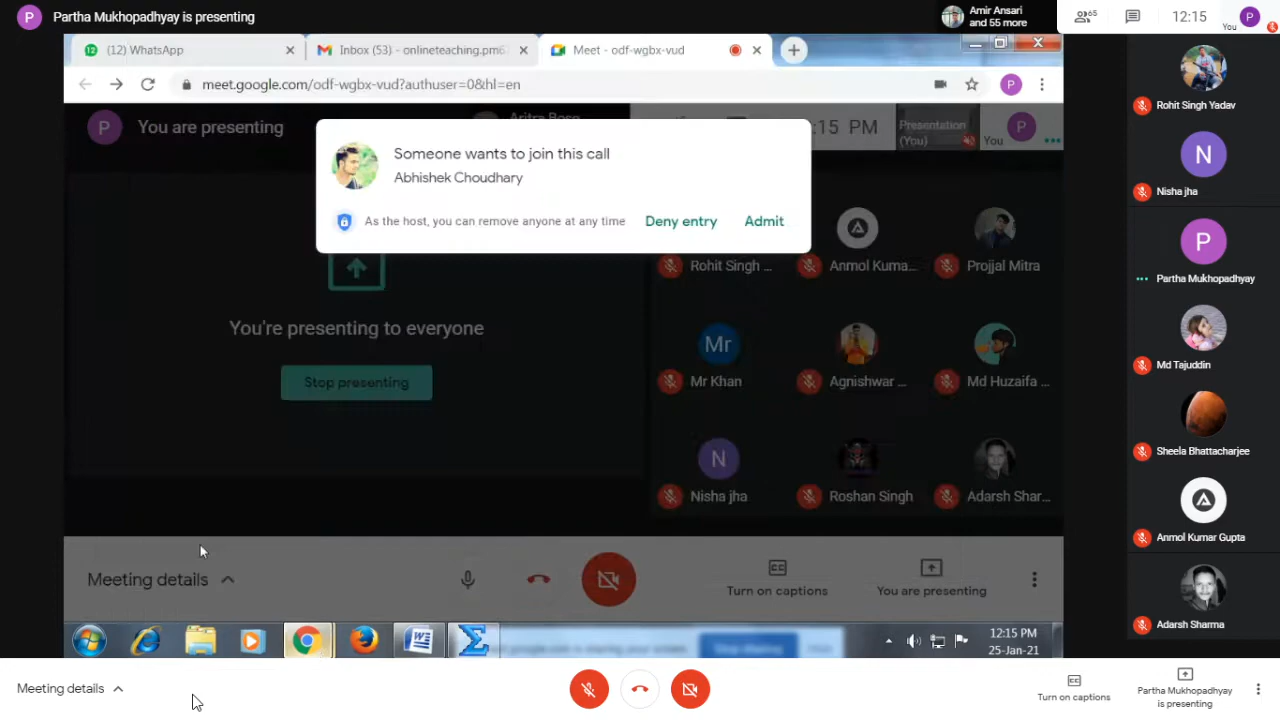 P Partha Mukhopadhyay is presenting
Amir Ansari
and 55 more
65
12:15
You
P
(12) WhatsApp
Inbox (53) - onlineteaching.pm6
Meet - odf-wgbx-vud
meet.google.com/odf-wgbx-vud?authuser=0&hl=en
P
P You are presenting
:15 PM
Presentation
(You)
You
P
Someone wants to join this call
Abhishek Choudhary
As the host, you can remove anyone at any time
Deny entry
Admit
Rohit Singh ...
Anmol Kuma...
Projjal Mitra
You're presenting to everyone
Stop presenting
Mr
Mr Khan
Agnishwar ...
Md Huzaifa ...
N
Nisha jha
Roshan Singh
Adarsh Shar...
Meeting details
CC
Turn on captions
You are presenting
12:15 PM
25-Jan-21
Rohit Singh Yadav
N
Nisha jha
P
Partha Mukhopadhyay
Md Tajuddin
Sheela Bhattacharjee
Anmol Kumar Gupta
Adarsh Sharma
Meeting details
CC
Turn on captions
Partha Mukhopadhyay
is presenting